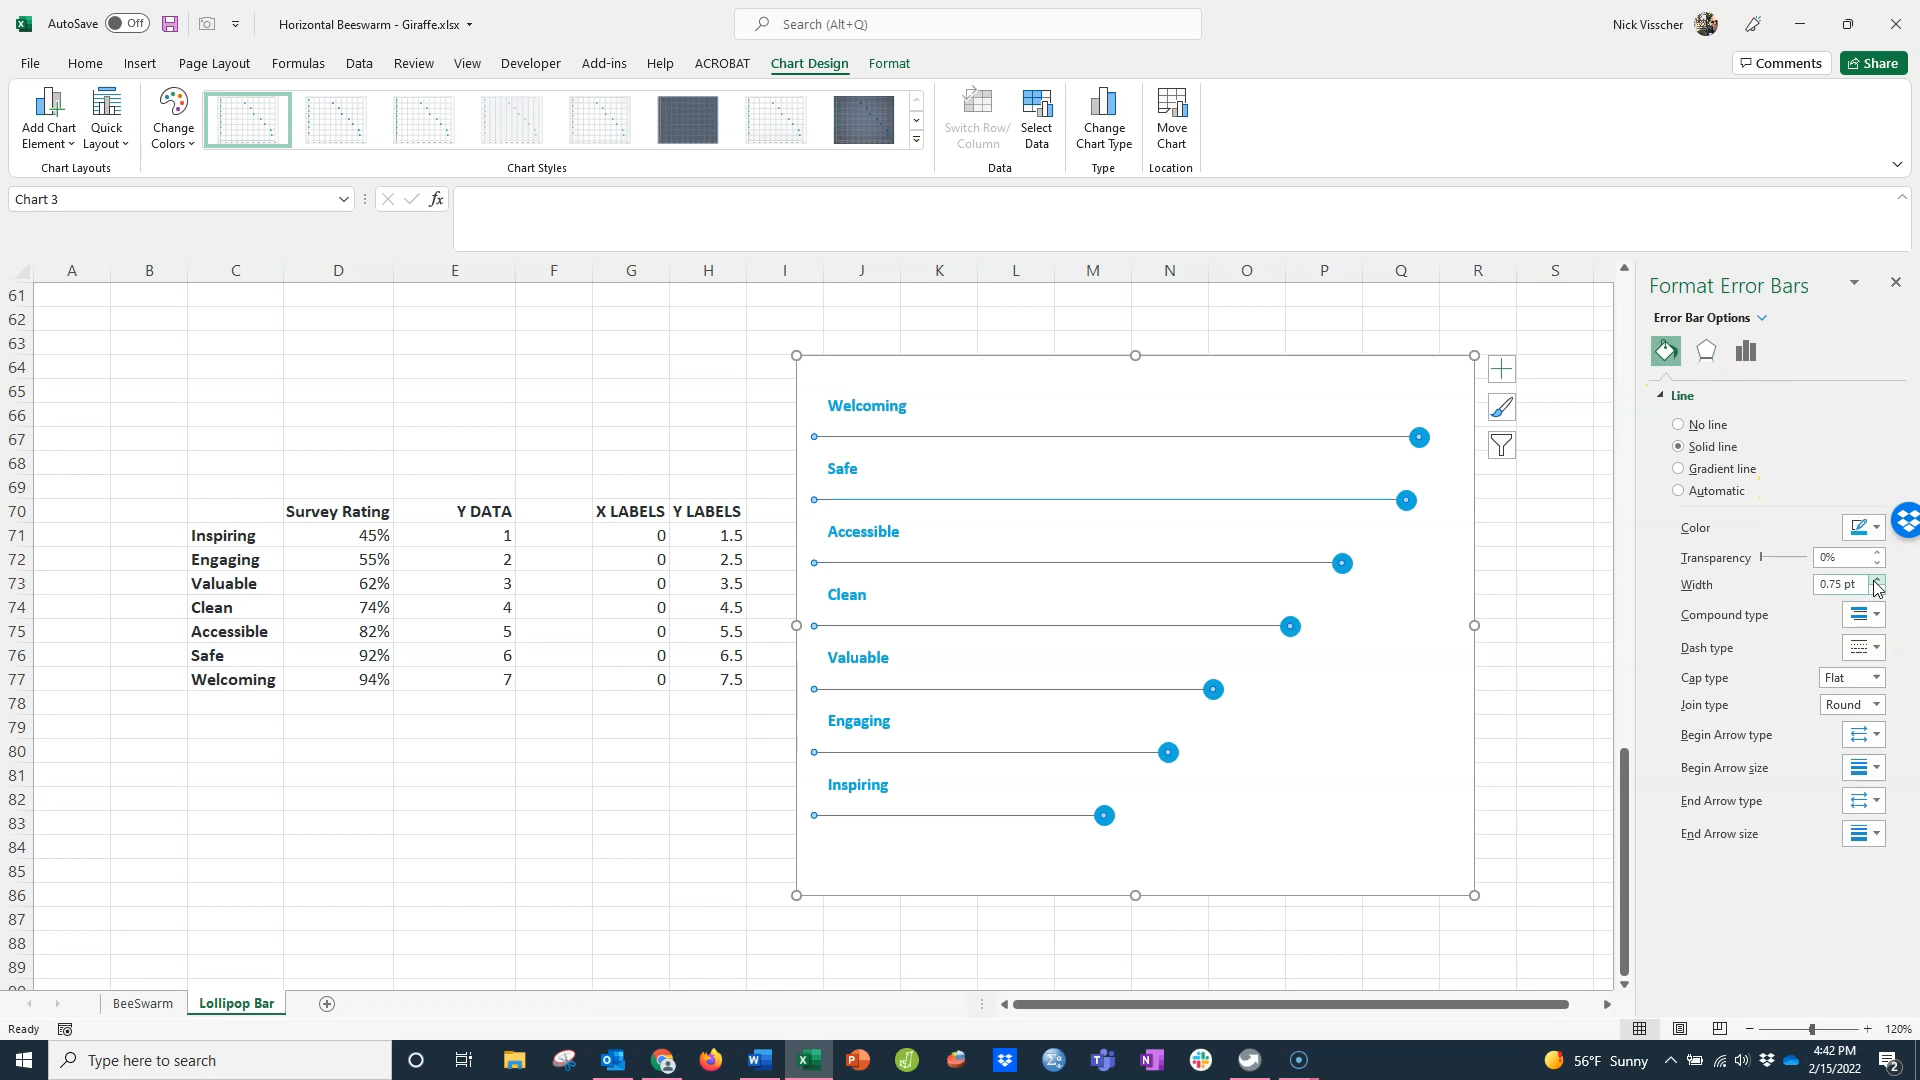 AutoSave Off Horizontal Beeswarm - Giraffe.xlsx Search (Alt+Q) Nick Visscher
File Home Insert Page Layout Formulas Data Review View Developer Add-ins Help ACROBAT Chart Design Format Comments Share
Add Chart Element Quick Layout Change Colors Switch Row/ Column Select Data Change Chart Type Move Chart
Chart Layouts Chart Styles Data Type Location
Chart 3 fx
A B C D E F G H I J K L M N O P Q R S
61
62
63
64
65
66
67
68
69
70 Survey Rating Y DATA X LABELS Y LABELS
71 Inspiring 45% 1 0 1.5
72 Engaging 55% 2 0 2.5
73 Valuable 62% 3 0 3.5
74 Clean 74% 4 0 4.5
75 Accessible 82% 5 0 5.5
76 Safe 92% 6 0 6.5
77 Welcoming 94% 7 0 7.5
78
79
80
81
82
83
84
85
86
87
88
89
Welcoming
Safe
Accessible
Clean
Valuable
Engaging
Inspiring
Format Error Bars
Error Bar Options
Line
No line
Solid line
Gradient line
Automatic
Color
Transparency 0%
Width 0.75 pt
Compound type
Dash type
Cap type Flat
Join type Round
Begin Arrow type
Begin Arrow size
End Arrow type
End Arrow size
BeeSwarm Lollipop Bar
Ready 120%
Type here to search 56°F Sunny 4:42 PM
2/15/2022 2